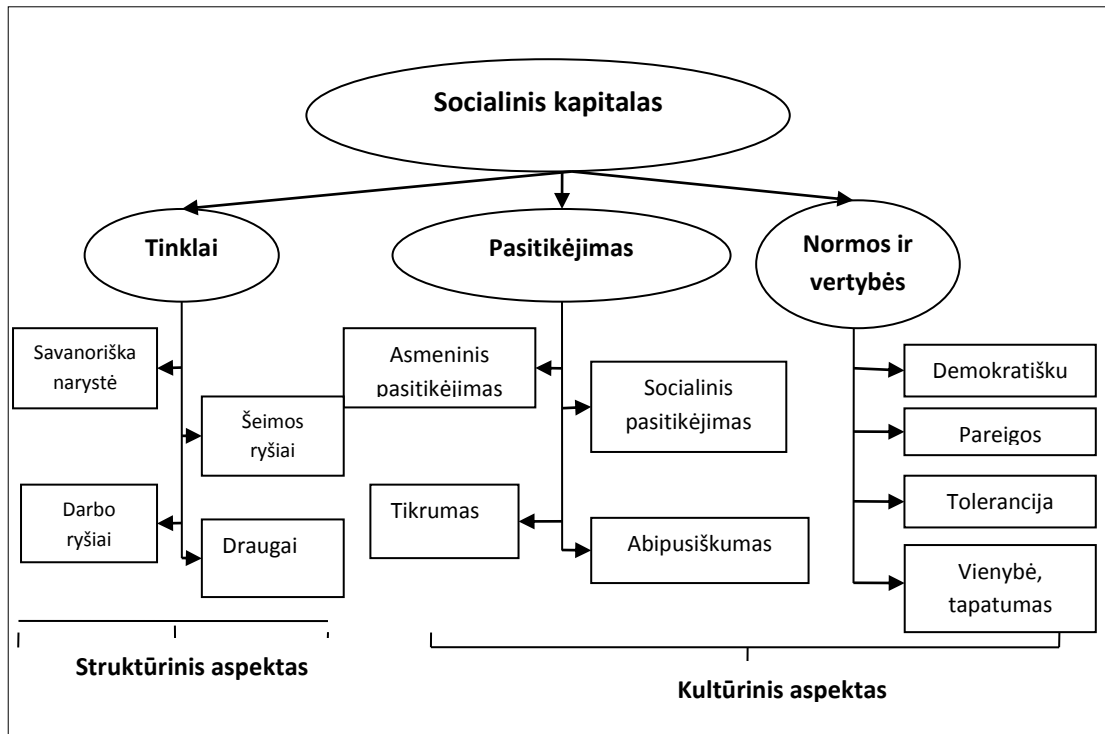 Socialinis kapitalas
Tinklai
Pasitikėjimas
Normos ir
vertybės
Savanoriška
narystė
Šeimos
ryšiai
Darbo
ryšiai
Draugai
Asmeninis
pasitikėjimas
Socialinis
pasitikėjimas
Tikrumas
Abipusiškumas
Demokratišku
Pareigos
Tolerancija
Vienybė,
tapatumas
Struktūrinis aspektas
Kultūrinis aspektas